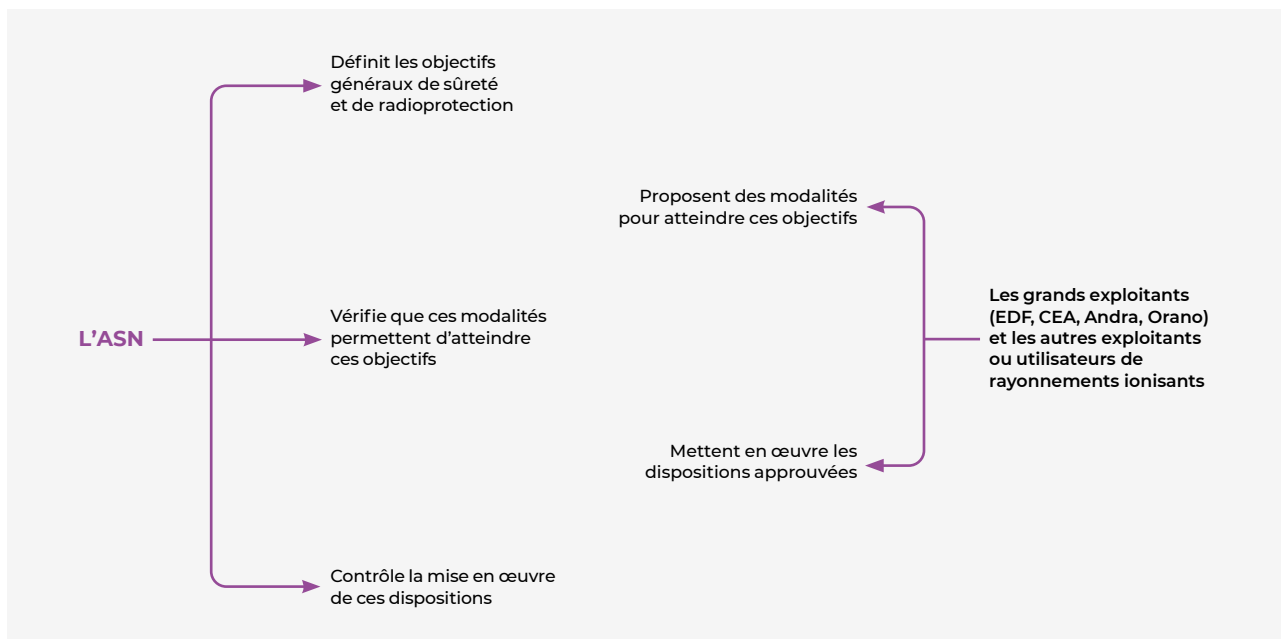 Définit les objectifs
généraux de sûreté
et de radioprotection
Proposent des modalités
pour atteindre ces objectifs
L’ASN
Vérifie que ces modalités
permettent d’atteindre
ces objectifs
Les grands exploitants
(EDF, CEA, Andra, Orano)
et les autres exploitants
ou utilisateurs de
rayonnements ionisants
Mettent en œuvre les
dispositions approuvées
Contrôle la mise en œuvre
de ces dispositions